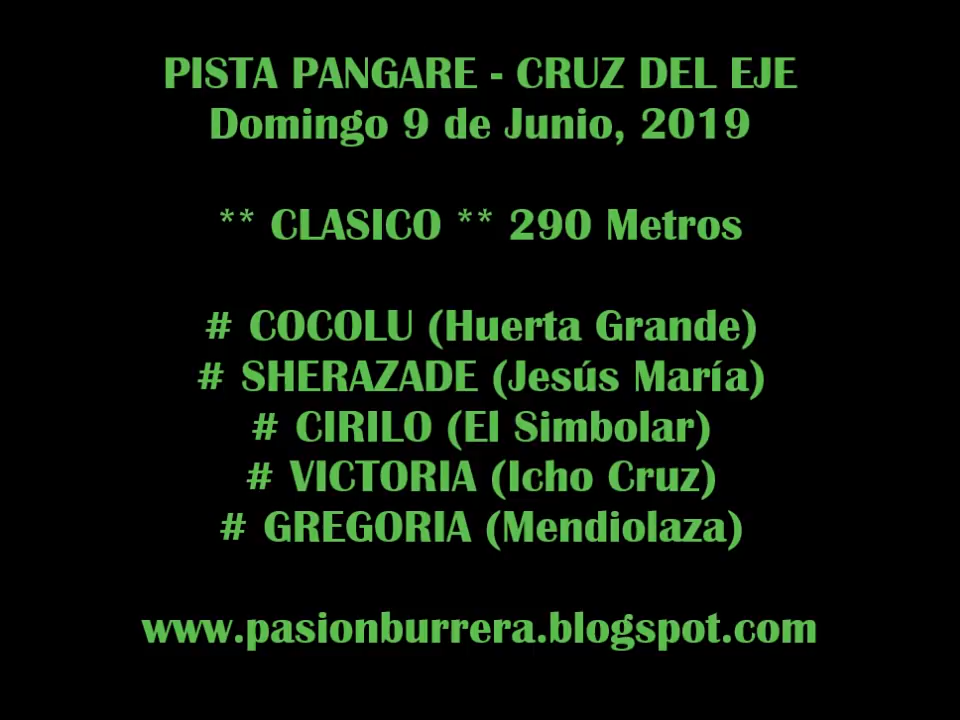 PISTA PANGARE - CRUZ DEL EJE
Domingo 9 de Junio, 2019
** CLASICO ** 290 Metros
# COCOLU (Huerta Grande)
# SHERAZADE (Jesús María)
# CIRILO (El Simbolar)
# VICTORIA (Icho Cruz)
# GREGORIA (Mendiolaza)
www.pasionburrera.blogspot.com